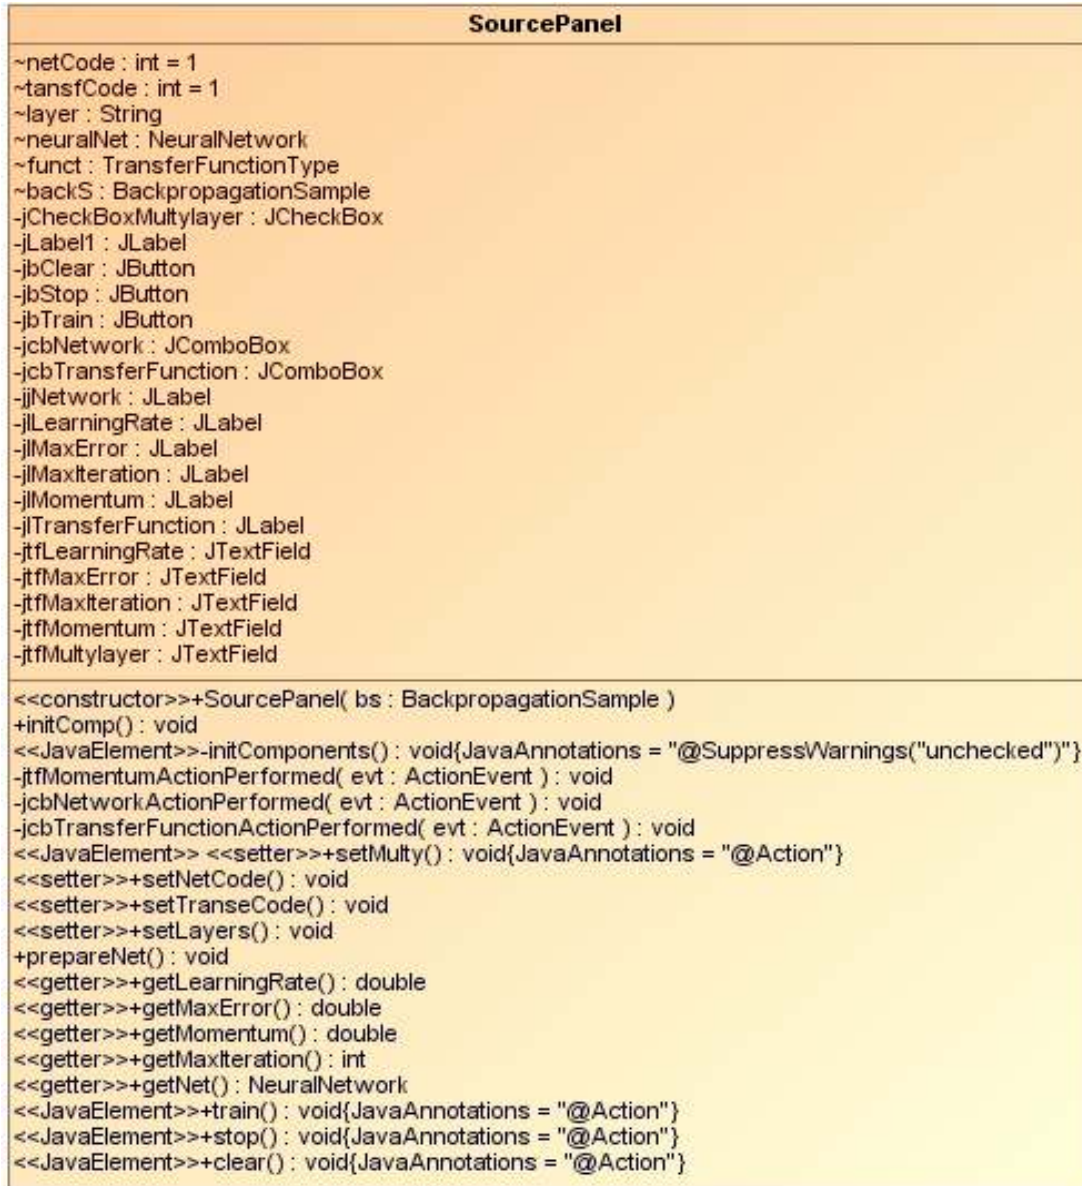 SourcePanel
~netCode : int = 1
~tansfCode : int = 1
~layer : String
~neuralNet : NeuralNetwork
~funct : TransferFunctionType
~backS : BackpropagationSample
-jCheckBoxMultylayer : JCheckBox
-jLabel1 : JLabel
-jbClear : JButton
-jbStop : JButton
-jbTrain : JButton
-jcbNetwork : JComboBox
-jcbTransferFunction : JComboBox
-jjNetwork : JLabel
-jlLearningRate : JLabel
-jlMaxError : JLabel
-jlMaxIteration : JLabel
-jlMomentum : JLabel
-jlTransferFunction : JLabel
-jtfLearningRate : JTextField
-jtfMaxError : JTextField
-jtfMaxIteration : JTextField
-jtfMomentum : JTextField
-jtfMultylayer : JTextField
<<constructor>>+SourcePanel( bs : BackpropagationSample )
+initComp() : void
<<JavaElement>>-initComponents() : void{JavaAnnotations = "@SuppressWarnings("unchecked")"}
-jtfMomentumActionPerformed( evt : ActionEvent ) : void
-jcbNetworkActionPerformed( evt : ActionEvent ) : void
-jcbTransferFunctionActionPerformed( evt : ActionEvent ) : void
<<JavaElement>> <<setter>>+setMulty() : void{JavaAnnotations = "@Action"}
<<setter>>+setNetCode() : void
<<setter>>+setTranseCode() : void
<<setter>>+setLayers() : void
+prepareNet() : void
<<getter>>+getLearningRate() : double
<<getter>>+getMaxError() : double
<<getter>>+getMomentum() : double
<<getter>>+getMaxIteration() : int
<<getter>>+getNet() : NeuralNetwork
<<JavaElement>>+train() : void{JavaAnnotations = "@Action"}
<<JavaElement>>+stop() : void{JavaAnnotations = "@Action"}
<<JavaElement>>+clear() : void{JavaAnnotations = "@Action"}